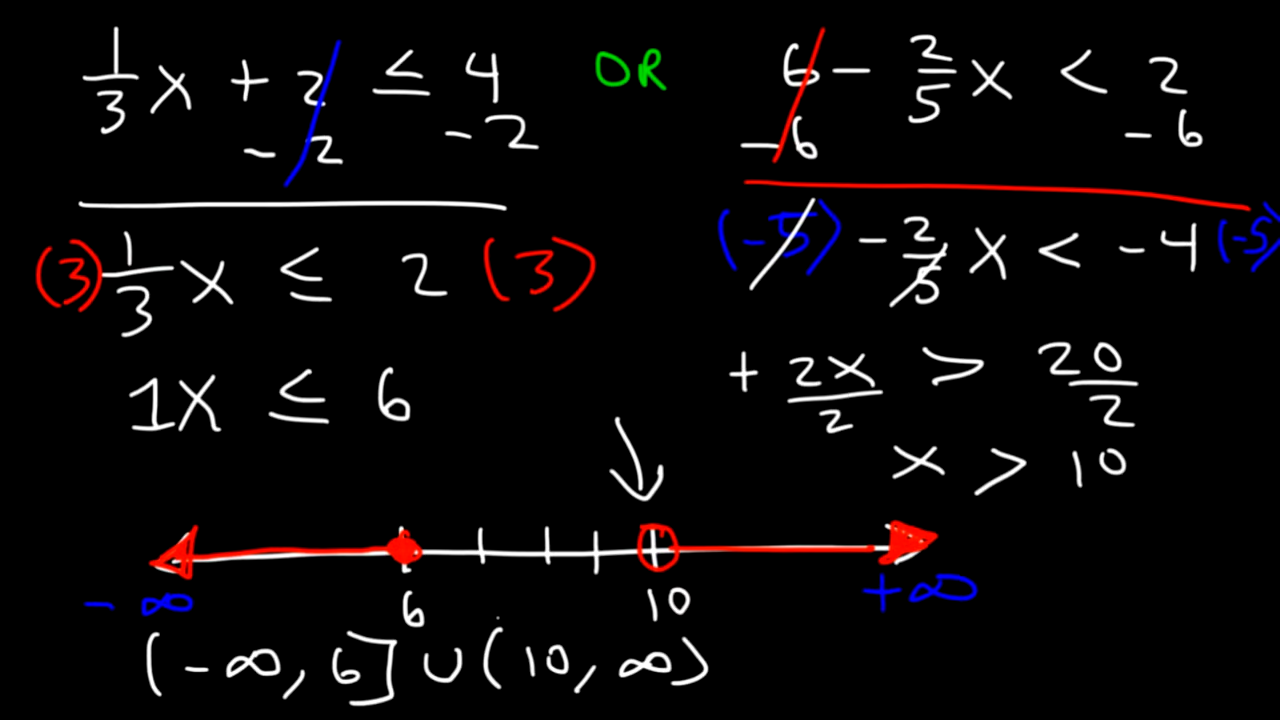 1/3 x + 2 ≤ 4 OR 6 - 2/5 x < 2
- 2 - 2 - 6 - 6
(3) 1/3 x ≤ 2 (3) (-5) - 2/5 x < -4 (-5)
1x ≤ 6 + 2x/2 > 20/2
x > 10
- ∞ 6 10 + ∞
(-∞, 6] ∪ (10, ∞)